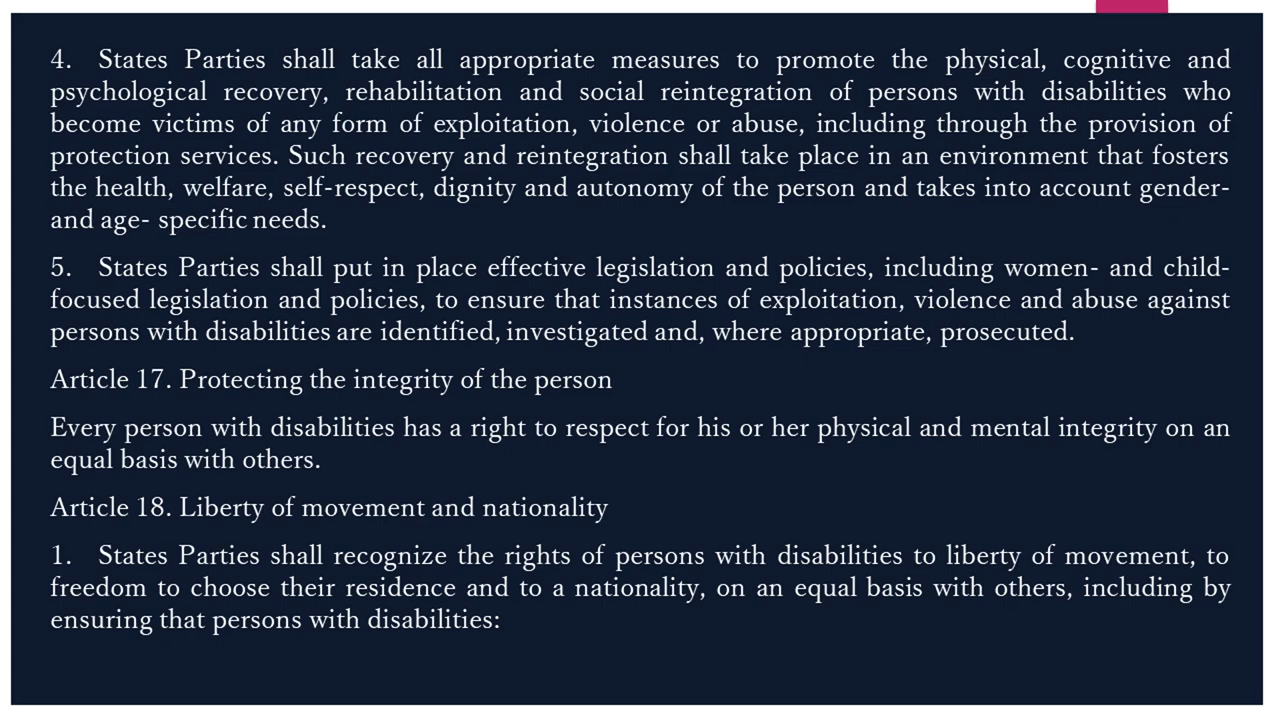 4. States Parties shall take all appropriate measures to promote the physical, cognitive and
psychological recovery, rehabilitation and social reintegration of persons with disabilities who
become victims of any form of exploitation, violence or abuse, including through the provision of
protection services. Such recovery and reintegration shall take place in an environment that fosters
the health, welfare, self-respect, dignity and autonomy of the person and takes into account gender-
and age- specific needs.
5. States Parties shall put in place effective legislation and policies, including women- and child-
focused legislation and policies, to ensure that instances of exploitation, violence and abuse against
persons with disabilities are identified, investigated and, where appropriate, prosecuted.
Article 17. Protecting the integrity of the person
Every person with disabilities has a right to respect for his or her physical and mental integrity on an
equal basis with others.
Article 18. Liberty of movement and nationality
1. States Parties shall recognize the rights of persons with disabilities to liberty of movement, to
freedom to choose their residence and to a nationality, on an equal basis with others, including by
ensuring that persons with disabilities: